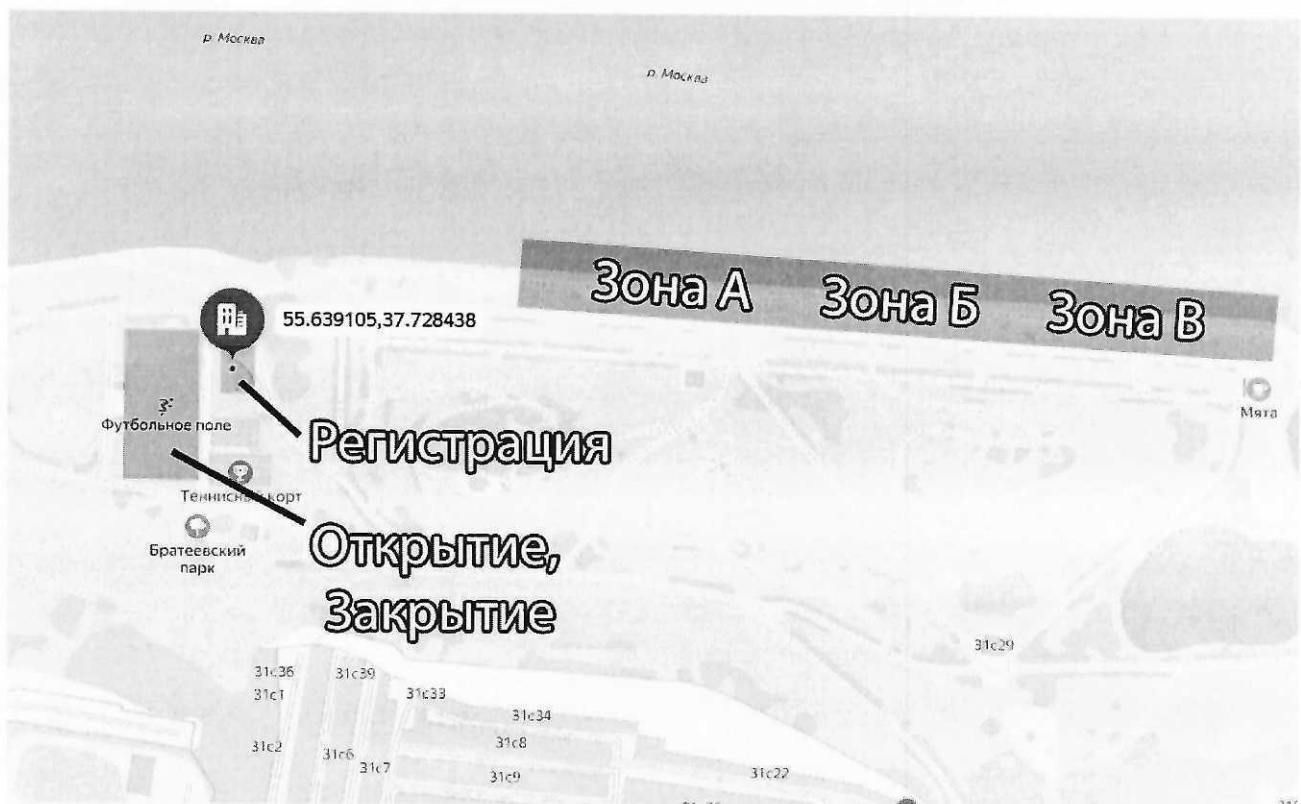 р. Москва
р. Москва
Зона А
Зона Б
Зона В
55.639105,37.728438
Мята
Футбольное поле
Регистрация
Теннисный корт
Открытие,
Закрытие
Братеевский
парк
31с29
31с36
31с39
31с1
31с33
31с34
31с2
31с6
31с8
31с7
31с9
31с22